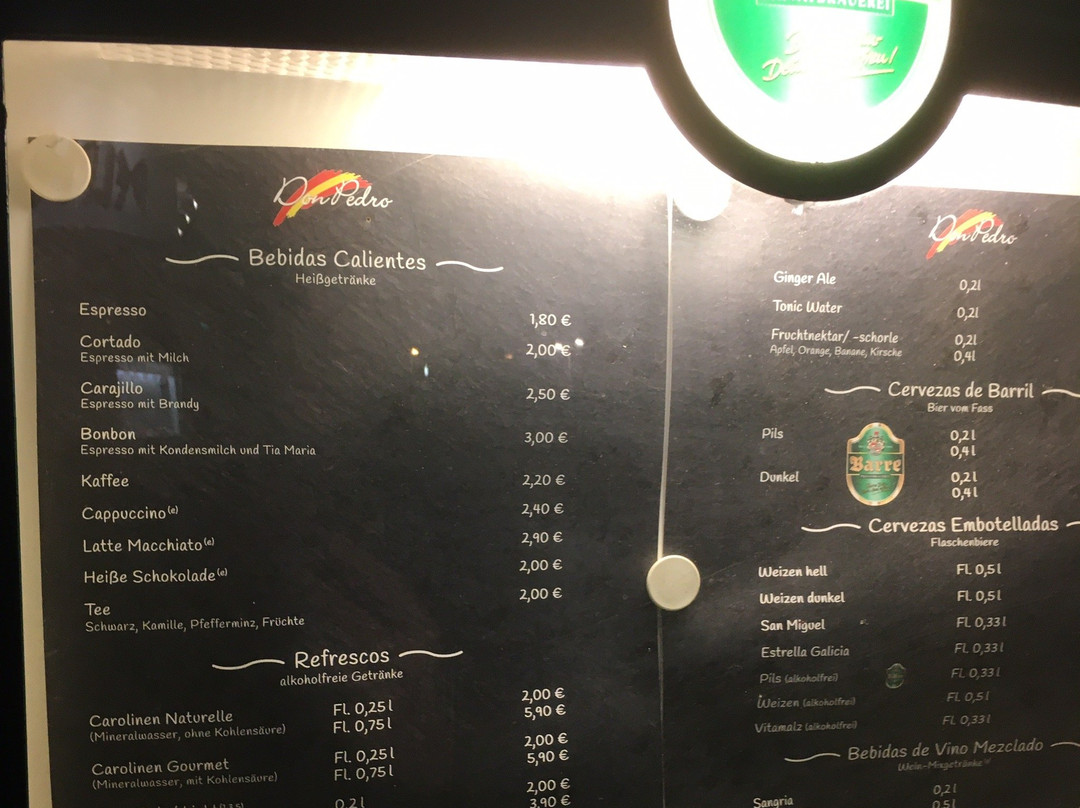 BRAUEREI
Don Pedro
Bebidas Calientes
Heißgetränke
Espresso 1,80 €
Cortado 2,00 €
Espresso mit Milch
Carajillo 2,50 €
Espresso mit Brandy
Bonbon 3,00 €
Espresso mit Kondensmilch und Tia Maria
Kaffee 2,20 €
Cappuccino(e) 2,40 €
Latte Macchiato(e) 2,90 €
Heiße Schokolade(e) 2,00 €
Tee 2,00 €
Schwarz, Kamille, Pfefferminz, Früchte
Refrescos
alkoholfreie Getränke
Carolinen Naturelle Fl. 0,25 l 2,00 €
(Mineralwasser, ohne Kohlensäure) Fl. 0,75 l 5,90 €
Carolinen Gourmet Fl. 0,25 l 2,00 €
(Mineralwasser, mit Kohlensäure) Fl. 0,75 l 5,90 €
0,2 l 2,00 €
3,90 €
Don Pedro
Ginger Ale 0,2l
Tonic Water 0,2l
Fruchtnektar/ -schorle 0,2l
Apfel, Orange, Banane, Kirsche 0,4l
Cervezas de Barril
Bier vom Fass
Pils 0,2 l
0,4 l
Barre
Dunkel 0,2 l
0,4 l
Cervezas Embotelladas
Flaschenbiere
Weizen hell Fl. 0,5 l
Weizen dunkel Fl. 0,5 l
San Miguel Fl. 0,33 l
Estrella Galicia Fl. 0,33 l
Pils (alkoholfrei) Fl. 0,33 l
Weizen (alkoholfrei) Fl. 0,5 l
Vitamalz (alkoholfrei) Fl. 0,33 l
Bebidas de Vino Mezclado
Wein-Mixgetränke
Sangria 0,2 l
0,5 l